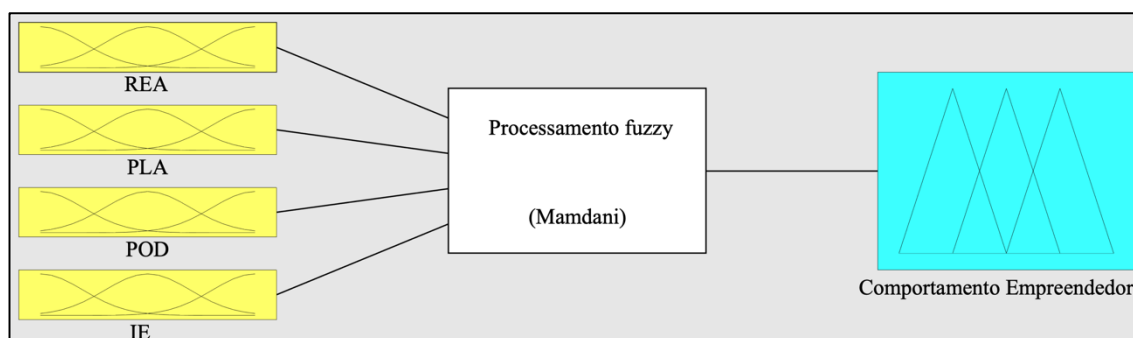 REA
PLA
POD
IE
Processamento fuzzy
(Mamdani)
Comportamento Empreendedor